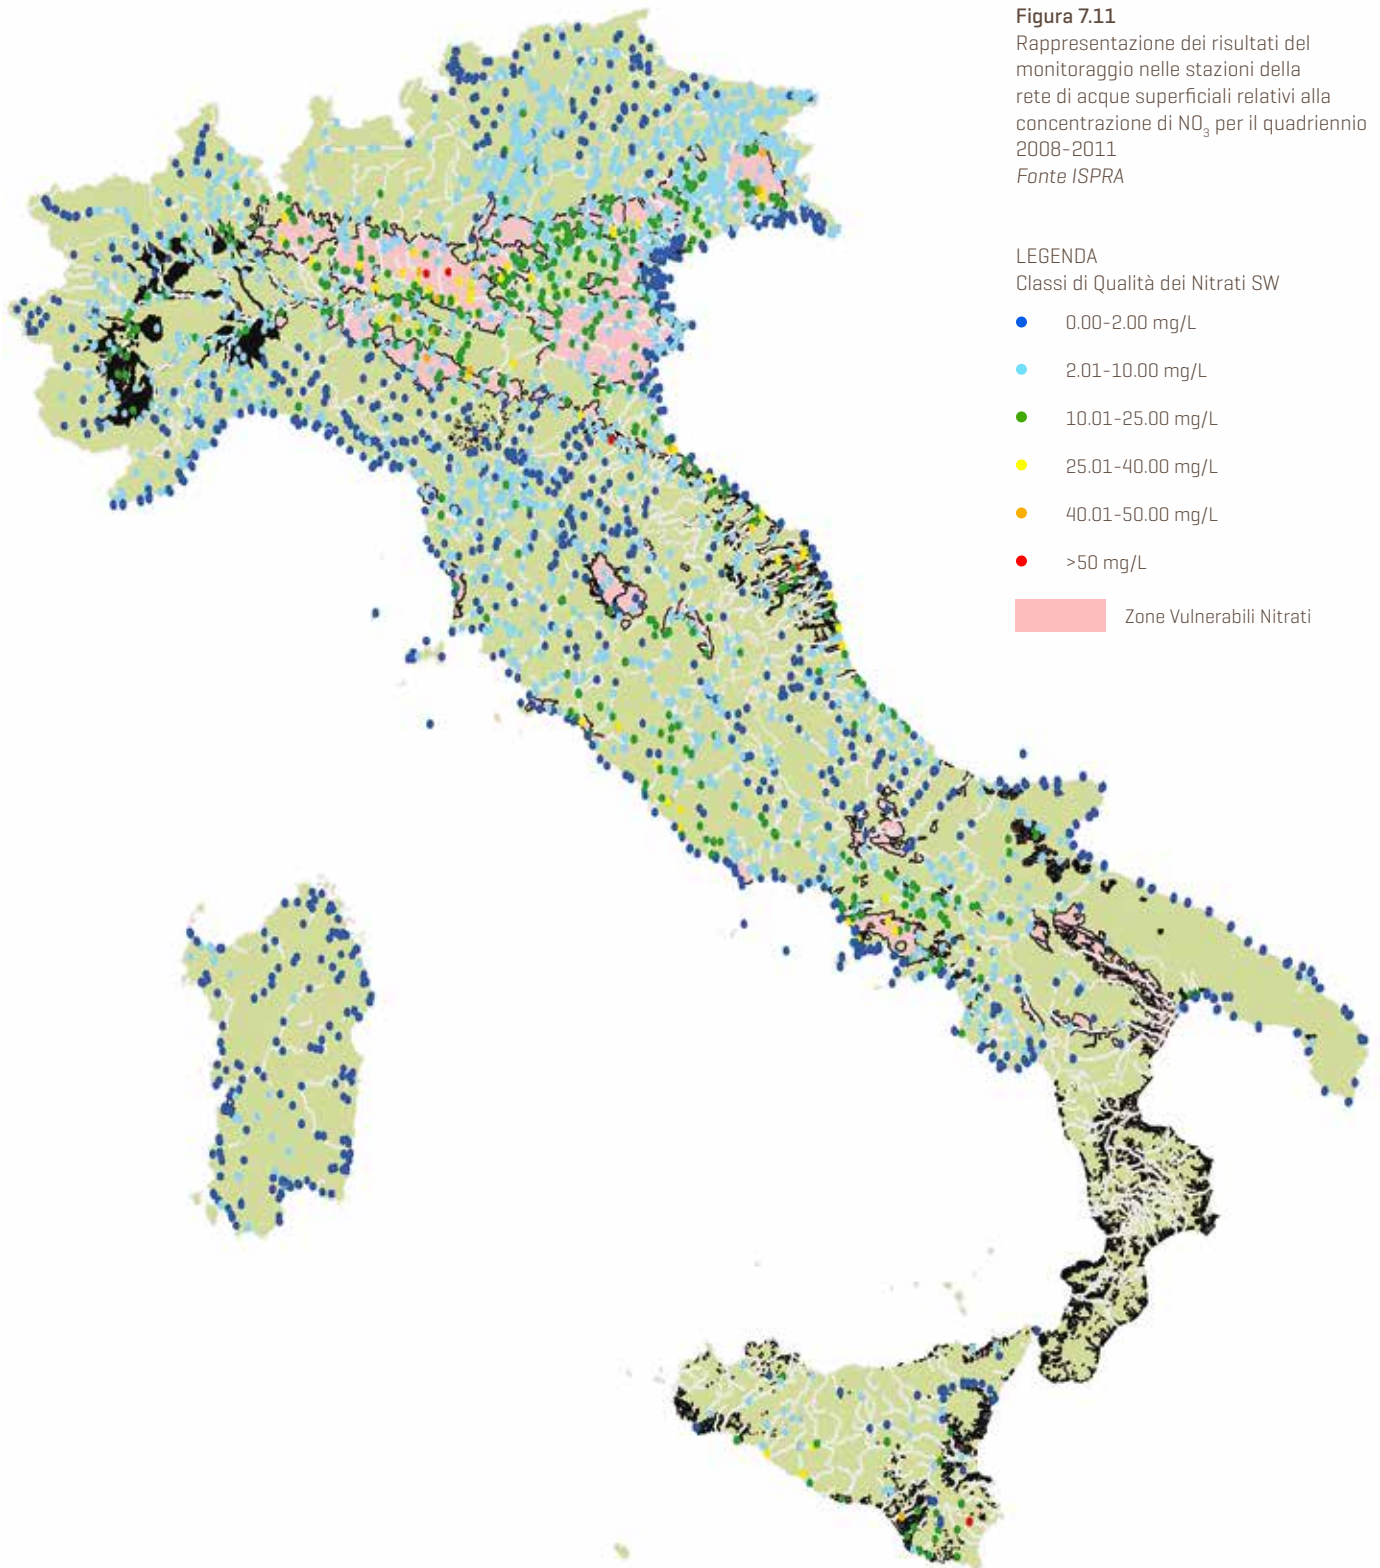 Figura 7.11
Rappresentazione dei risultati del
monitoraggio nelle stazioni della
rete di acque superficiali relativi alla
concentrazione di NO₃ per il quadriennio
2008-2011
Fonte ISPRA
LEGENDA
Classi di Qualità dei Nitrati SW
0.00-2.00 mg/L
2.01-10.00 mg/L
10.01-25.00 mg/L
25.01-40.00 mg/L
40.01-50.00 mg/L
>50 mg/L
Zone Vulnerabili Nitrati